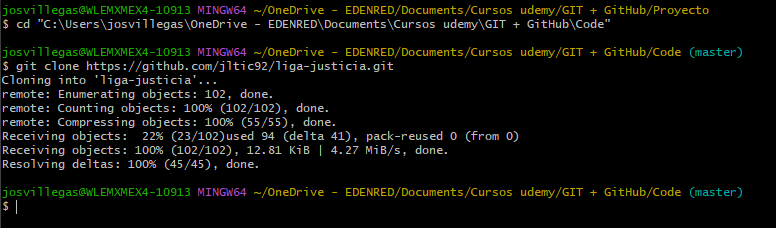 josvillegas@WLEMXMEX4-10913 MINGW64 ~/OneDrive - EDENRED/Documents/Cursos udemy/GIT + GitHub/Proyecto
$ cd "C:\Users\josvillegas\OneDrive - EDENRED\Documents\Cursos udemy\GIT + GitHub\Code"
josvillegas@WLEMXMEX4-10913 MINGW64 ~/OneDrive - EDENRED/Documents/Cursos udemy/GIT + GitHub/Code (master)
$ git clone https://github.com/jltic92/liga-justicia.git
Cloning into 'liga-justicia'...
remote: Enumerating objects: 102, done.
remote: Counting objects: 100% (102/102), done.
remote: Compressing objects: 100% (55/55), done.
Receiving objects:  22% (23/102)used 94 (delta 41), pack-reused 0 (from 0)
Receiving objects: 100% (102/102), 12.81 KiB | 4.27 MiB/s, done.
Resolving deltas: 100% (45/45), done.
josvillegas@WLEMXMEX4-10913 MINGW64 ~/OneDrive - EDENRED/Documents/Cursos udemy/GIT + GitHub/Code (master)
$